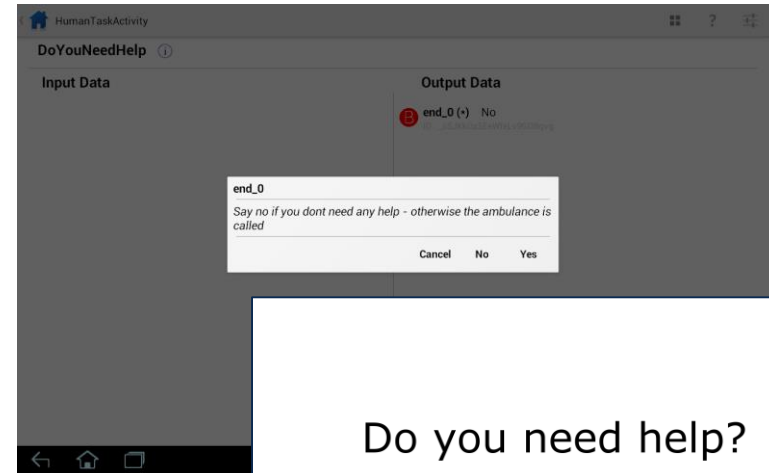 HumanTaskActivity
?
DoYouNeedHelp
Input Data
Output Data
end_0 (•) No
end_0
Say no if you dont need any help - otherwise the ambulance is
called
Cancel No Yes
Do you need help?